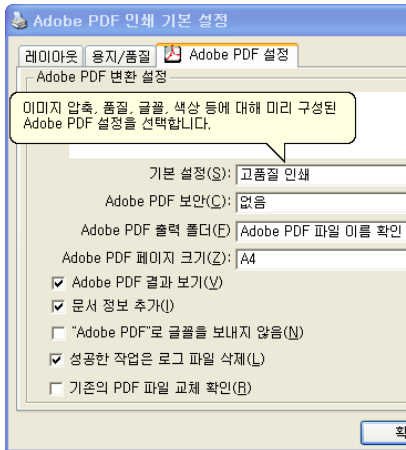 Adobe PDF 인쇄 기본 설정
레이아웃 용지/품질 Adobe PDF 설정
Adobe PDF 변환 설정
이미지 압축, 품질, 글꼴, 색상 등에 대해 미리 구성된
Adobe PDF 설정을 선택합니다.
기본 설정(S): 고품질 인쇄
Adobe PDF 보안(C): 없음
Adobe PDF 출력 폴더(F) Adobe PDF 파일 이름 확인
Adobe PDF 페이지 크기(Z): A4
Adobe PDF 결과 보기(V)
문서 정보 추가(I)
"Adobe PDF"로 글꼴을 보내지 않음(N)
성공한 작업은 로그 파일 삭제(L)
기존의 PDF 파일 교체 확인(R)